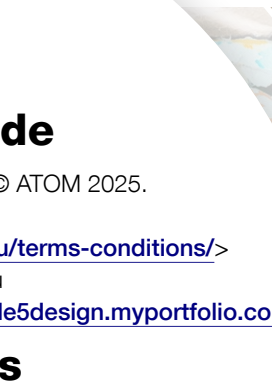 de
© ATOM 2025.
u/terms-conditions/>
u
le5design.myportfolio.co
s